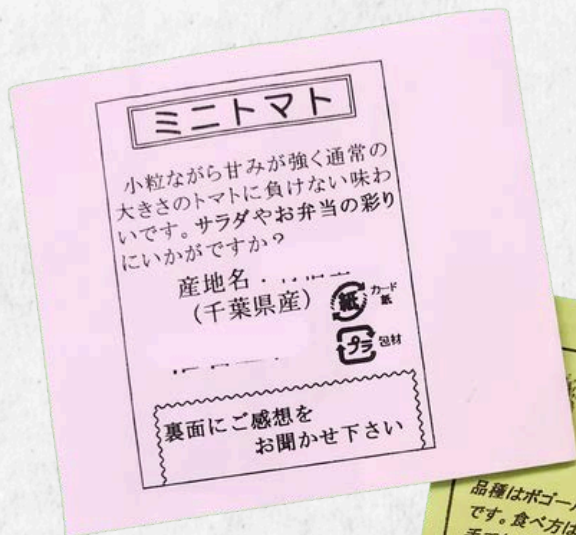 ミニトマト
小粒ながら甘みが強く通常の
大きさのトマトに負けない味わ
いです。サラダやお弁当の彩り
にいかがですか？
産地名・
（千葉県産）
紙 カード 紙
プラ 包材
裏面にご感想を
お聞かせ下さい
品種はボゴー
です。食べ方は